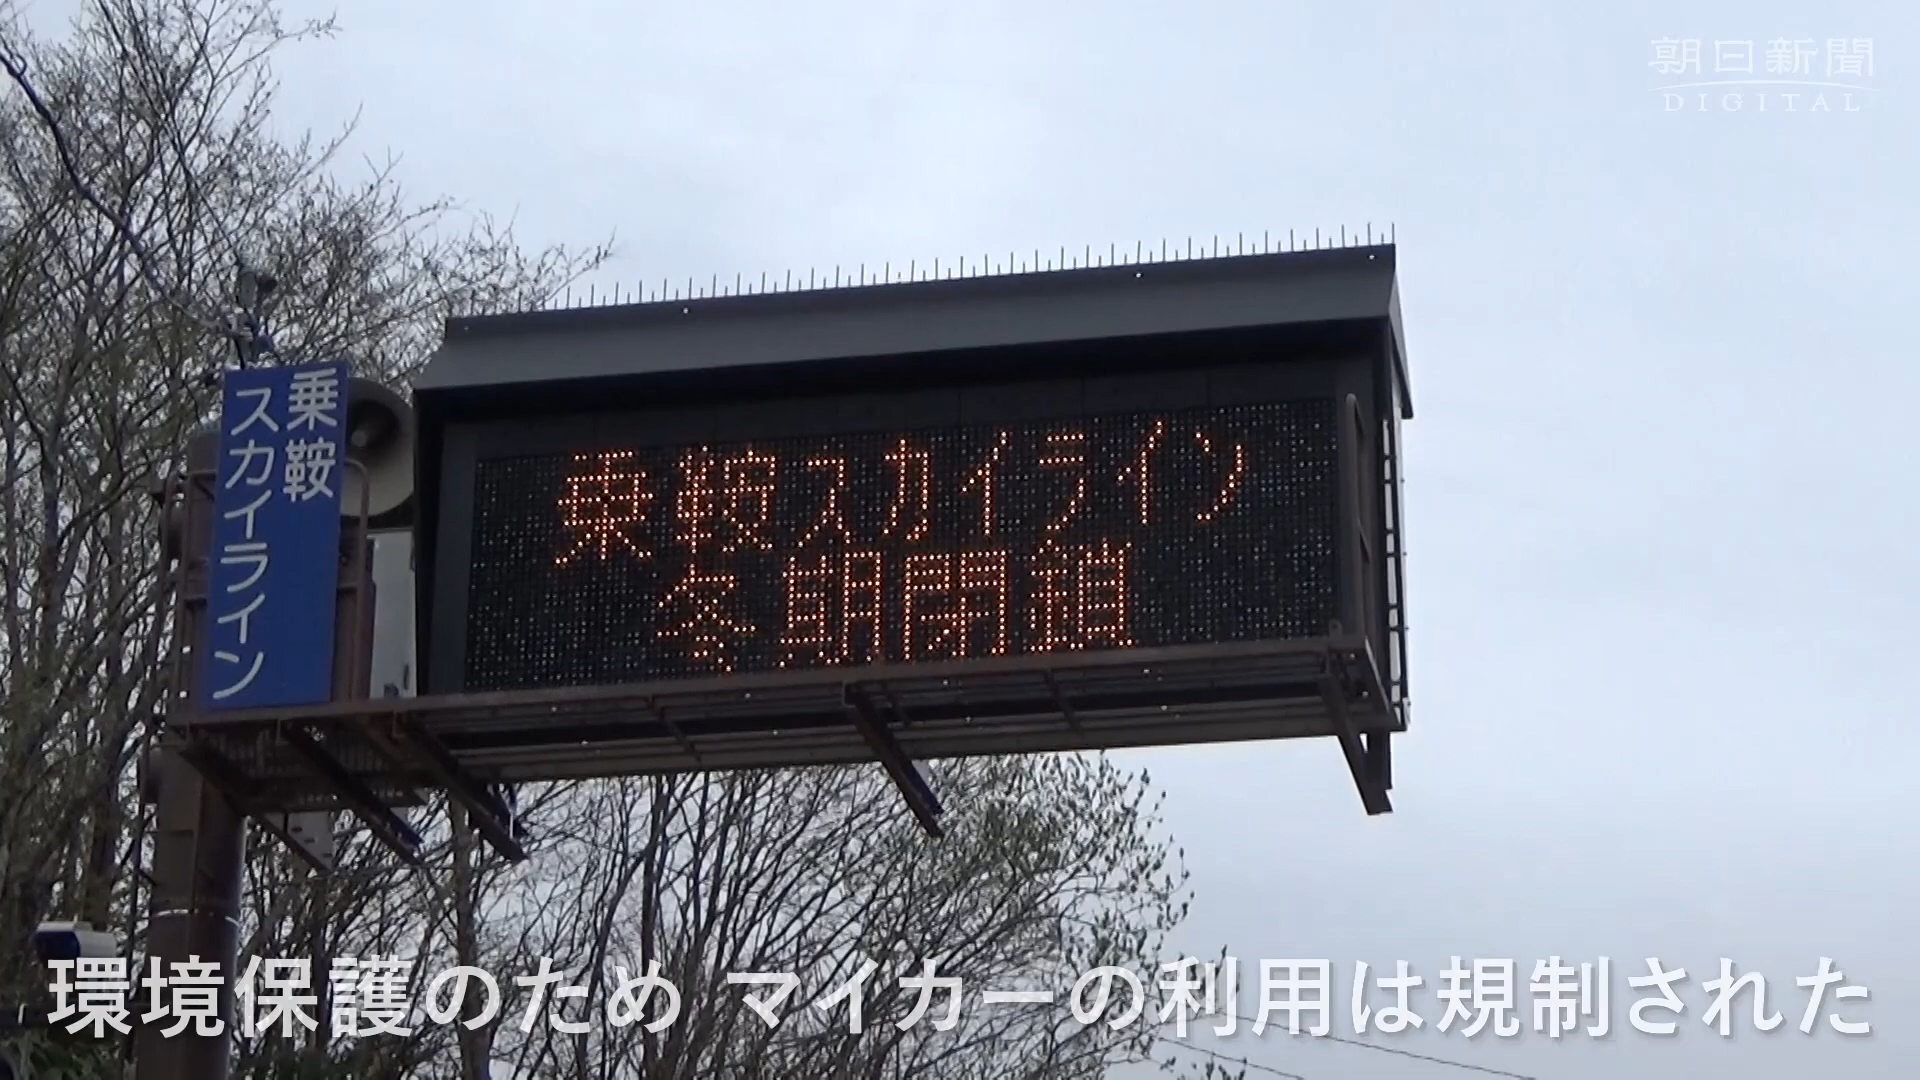 朝日新聞
DIGITAL
乗鞍
スカイライン
乗鞍スカイライン
冬期閉鎖
環境保護のため マイカーの利用は規制された